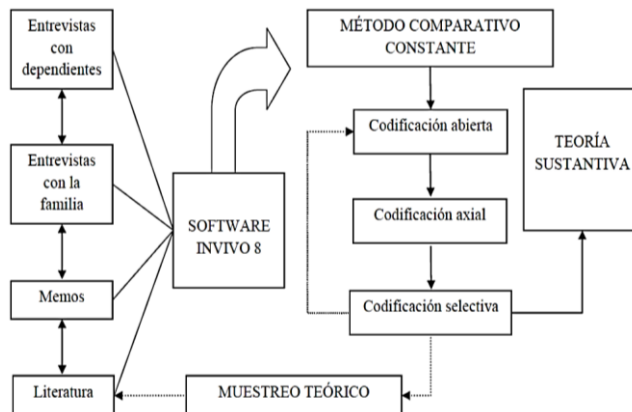 Entrevistas
con
dependientes
Entrevistas
con la
familia
Memos
Literatura
SOFTWARE
INVIVO 8
MÉTODO COMPARATIVO
CONSTANTE
Codificación abierta
Codificación axial
Codificación selectiva
MUESTREO TEÓRICO
TEORÍA
SUSTANTIVA